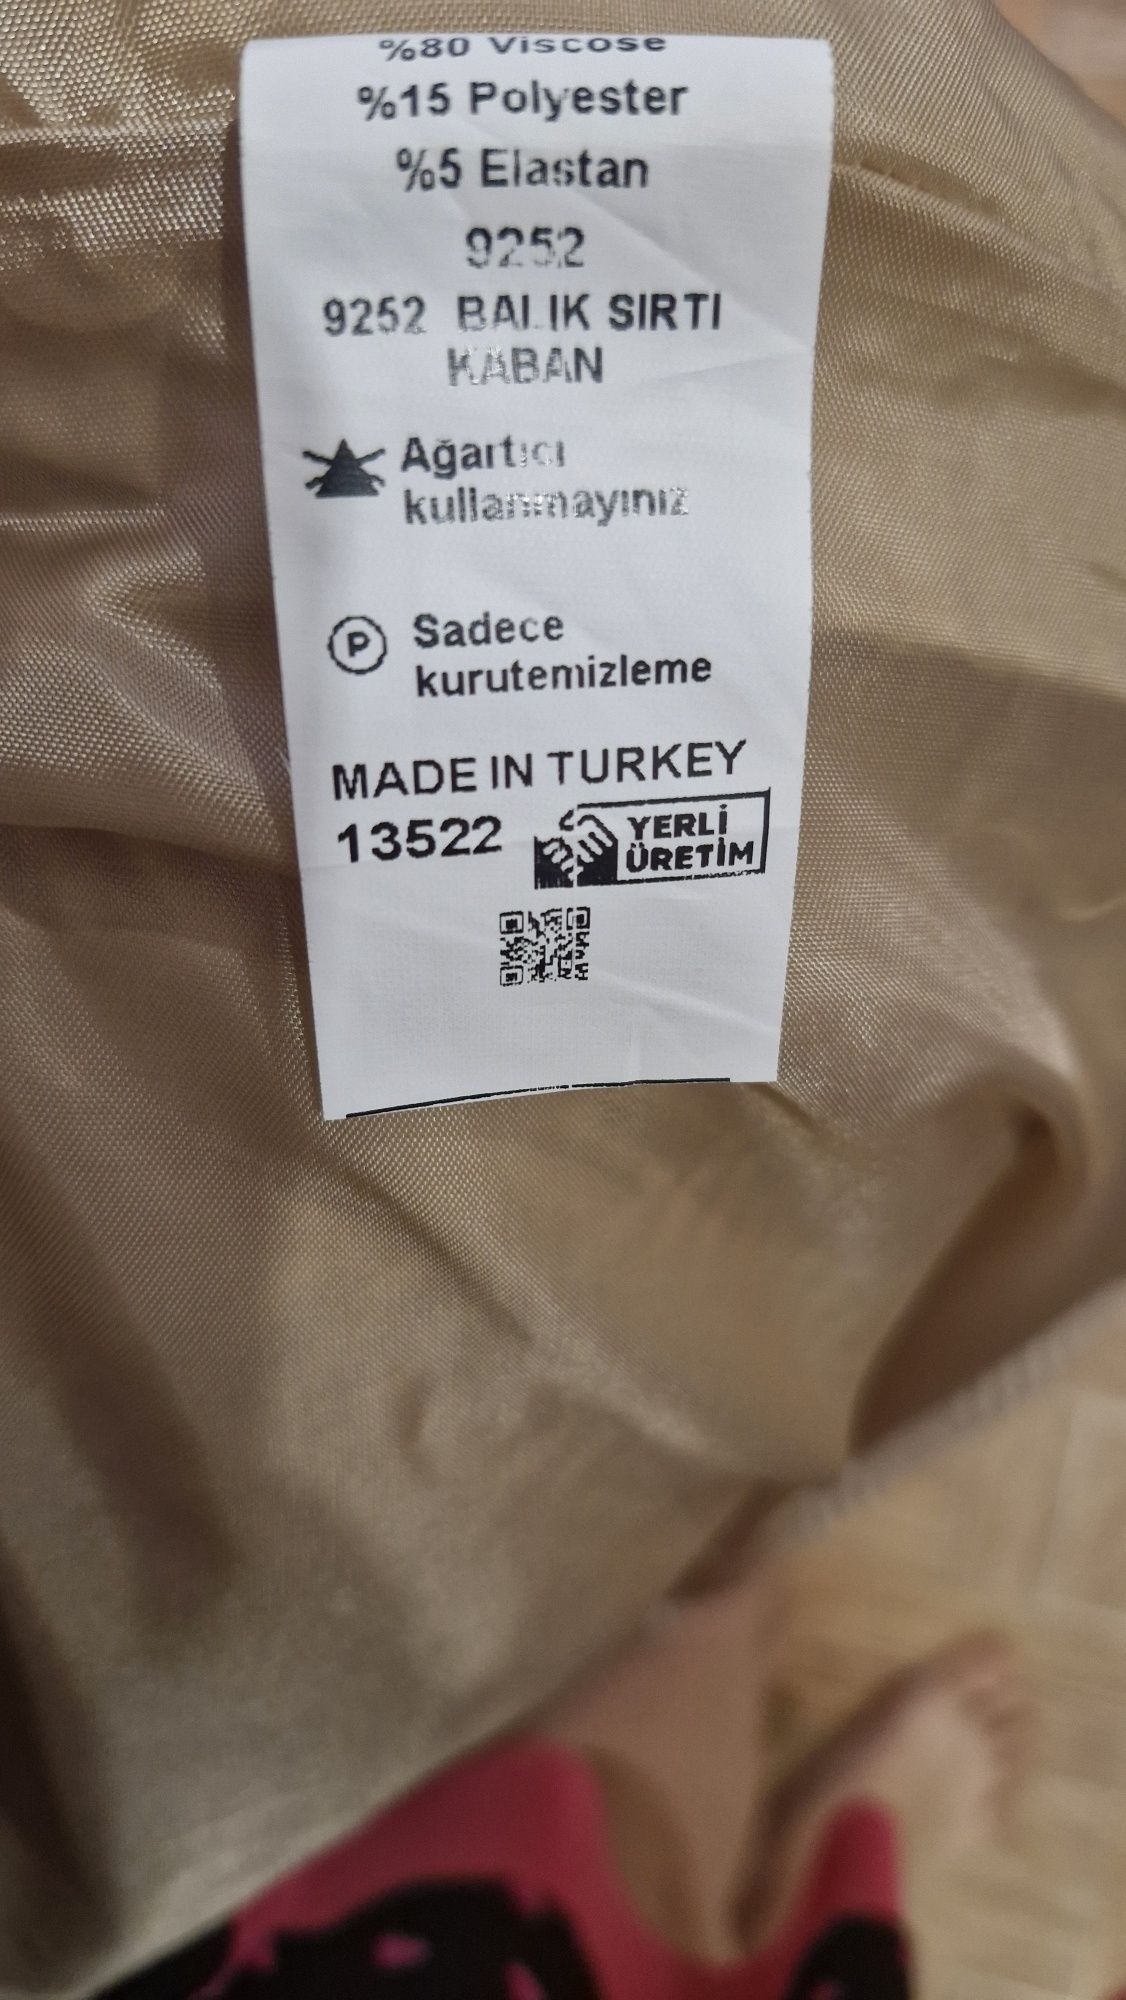 %80 Viscose
%15 Polyester
%5 Elastan
9252
9252 BALIK SIRTI
KABAN
Ağartıcı
kullanmayınız
P
Sadece
kurutemizleme
MADE IN TURKEY
13522
YERLİ
ÜRETİM